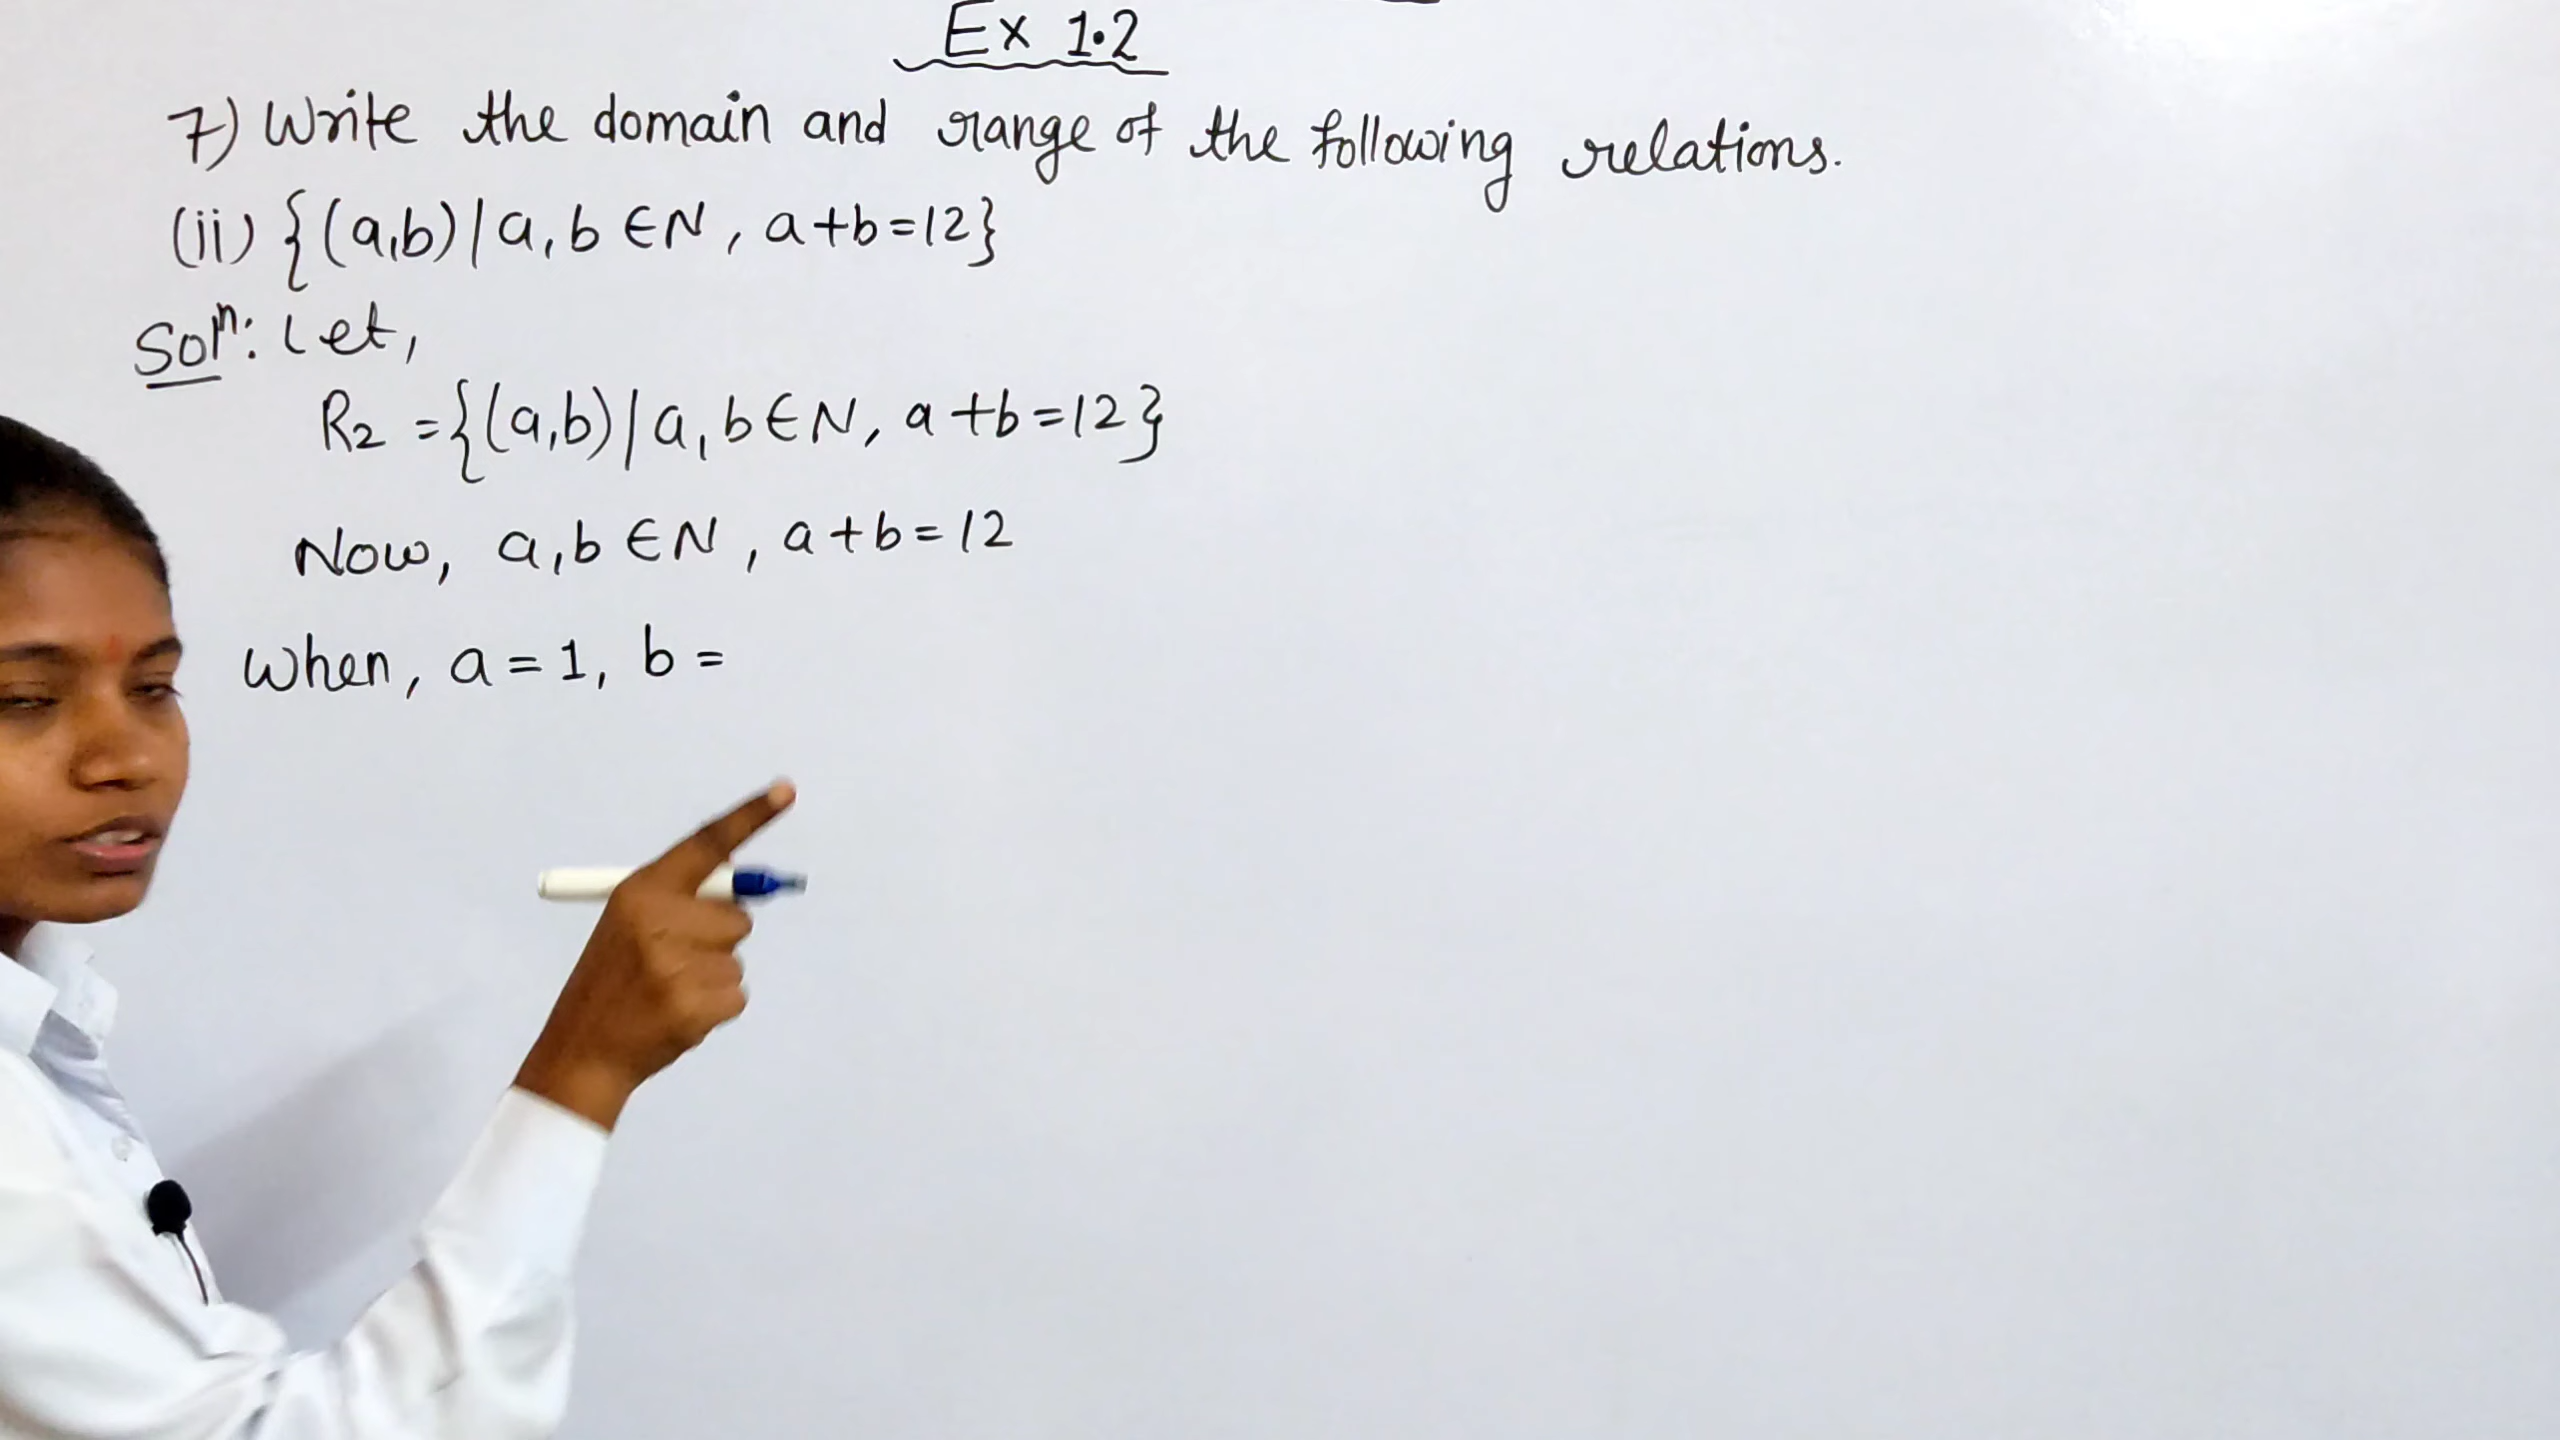 Ex 1.2
7) Write the domain and range of the following relations.
(ii) {(a,b)/a,b ∈N, a+b=12}
Solⁿ: Let,
R₂ = {(a,b)/a,b∈N, a+b=12}
Now, a,b ∈N, a+b=12
When, a=1, b=